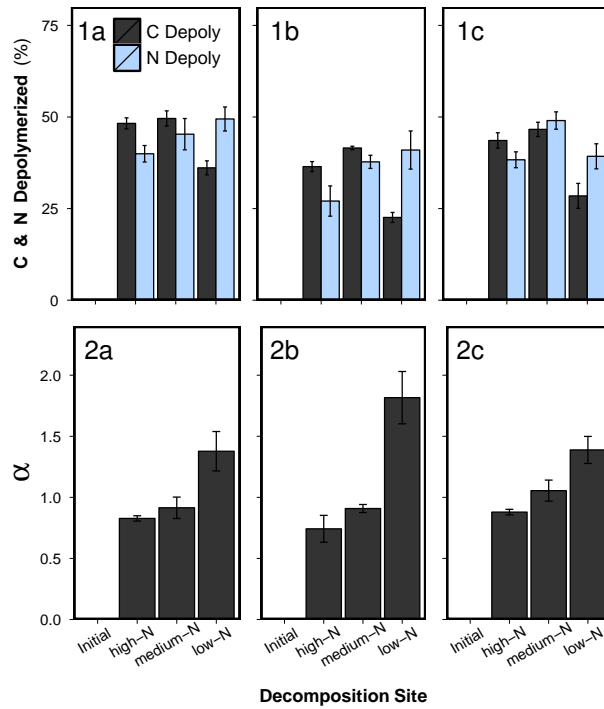 1a
C Depoly
N Depoly
1b
1c
C & N Depolymerized (%)
75
50
25
0
2a
2b
2c
α
2.0
1.5
1.0
0.5
0.0
Initial
high–N
medium–N
low–N
Initial
high–N
medium–N
low–N
Initial
high–N
medium–N
low–N
Decomposition Site